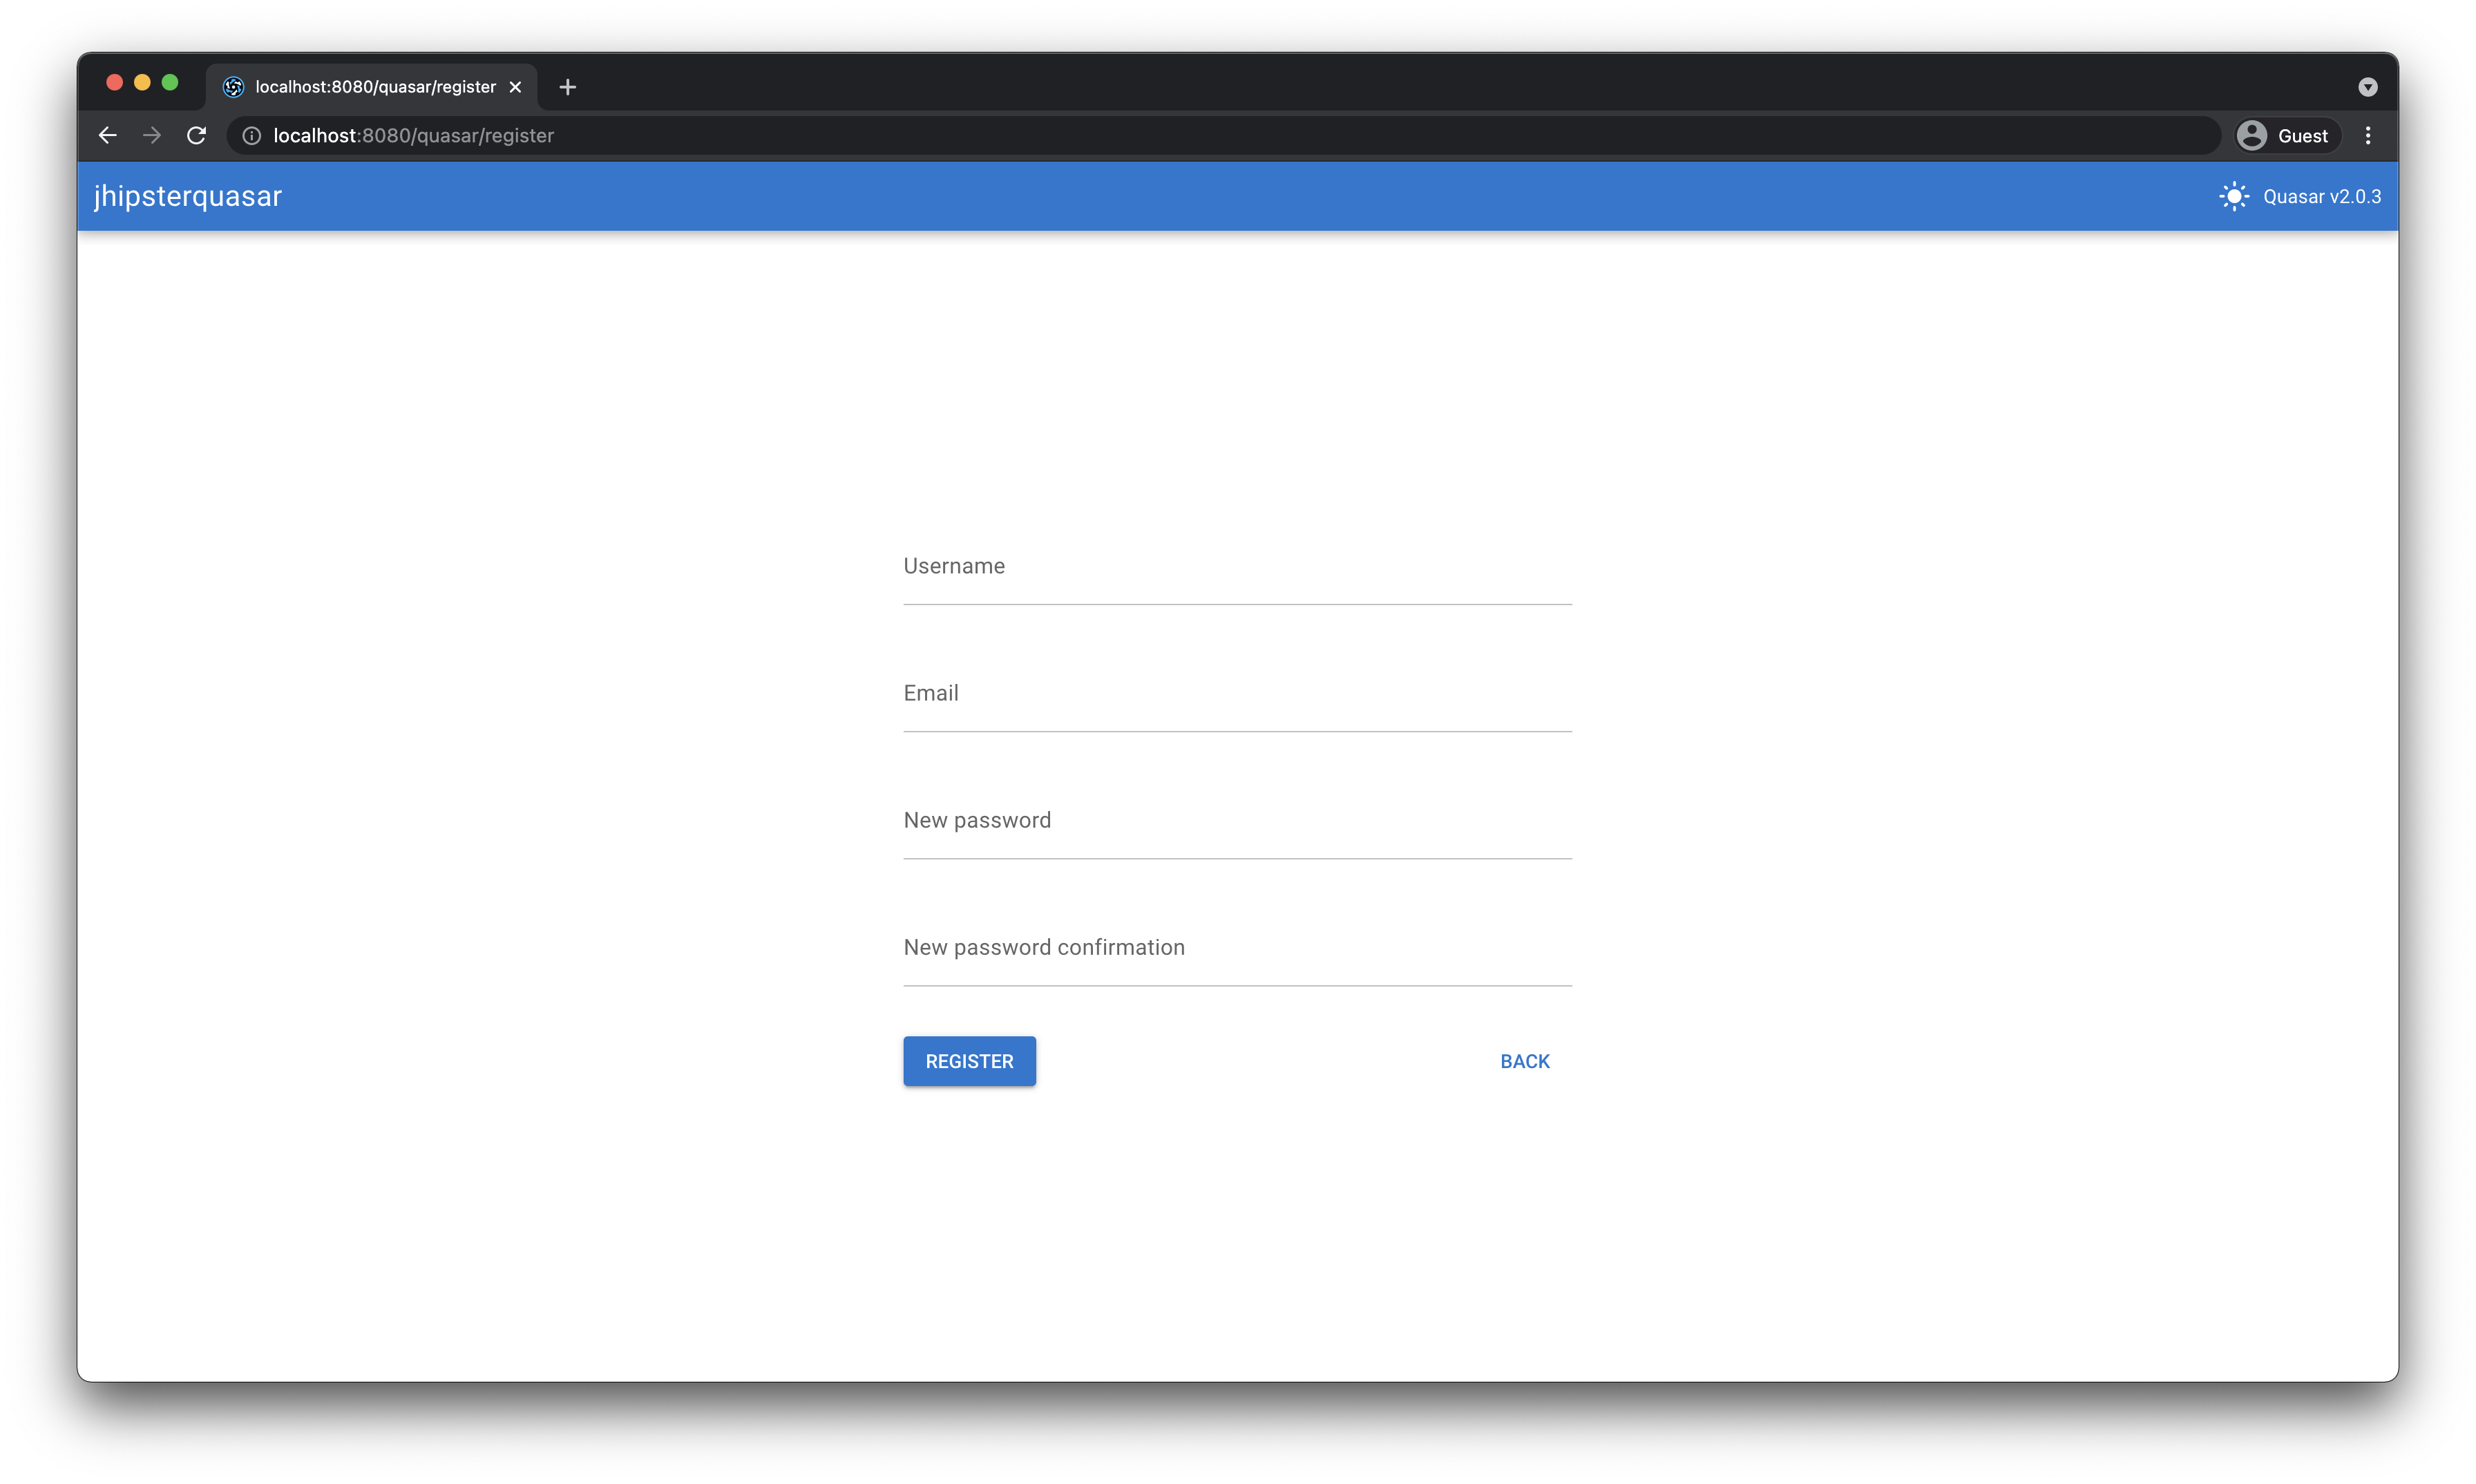 localhost:8080/quasar/register
localhost:8080/quasar/register
Guest
jhipsterquasar
Quasar v2.0.3
Username
Email
New password
New password confirmation
REGISTER
BACK